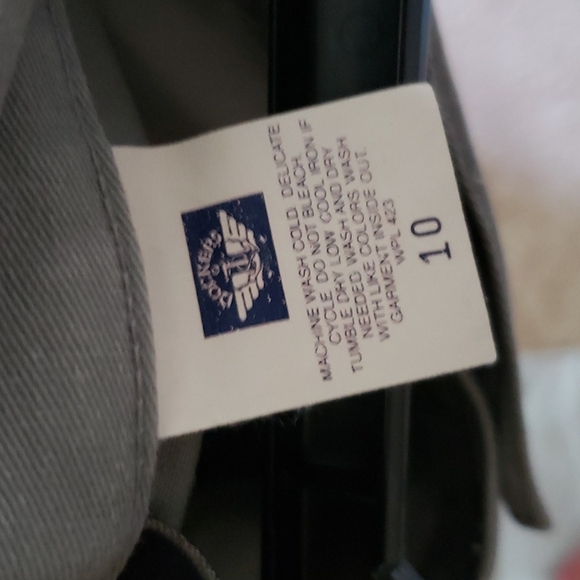 DOCKERS
MACHINE WASH COLD DELICATE
CYCLE DO NOT BLEACH
TUMBLE DRY LOW COOL IRON IF
NEEDED WASH AND DRY
WITH LIKE COLORS WASH
GARMENT INSIDE OUT.
WPL 423
10